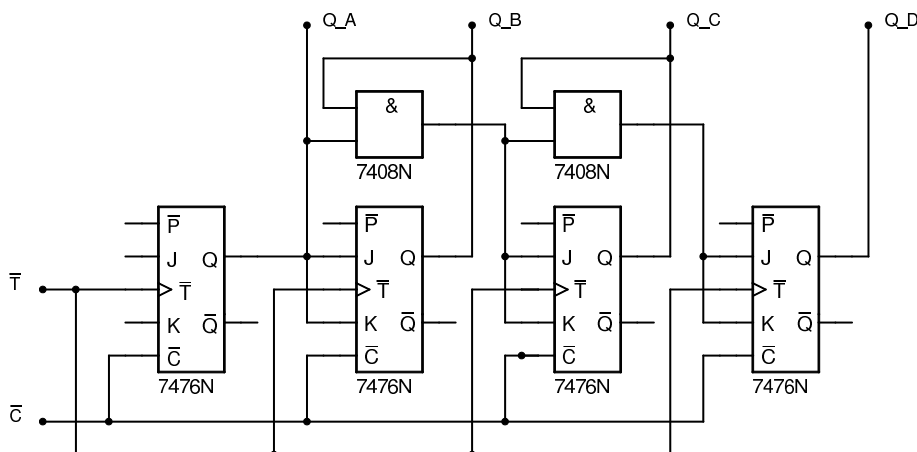 Q_A Q_B Q_C Q_D
& &
7408N 7408N
P̅ P̅ P̅ P̅
J Q J Q J Q J Q
T̅ T̅ T̅ T̅ T̅
K Q̅ K Q̅ K Q̅ K Q̅
C̅ C̅ C̅ C̅
7476N 7476N 7476N 7476N
C̅